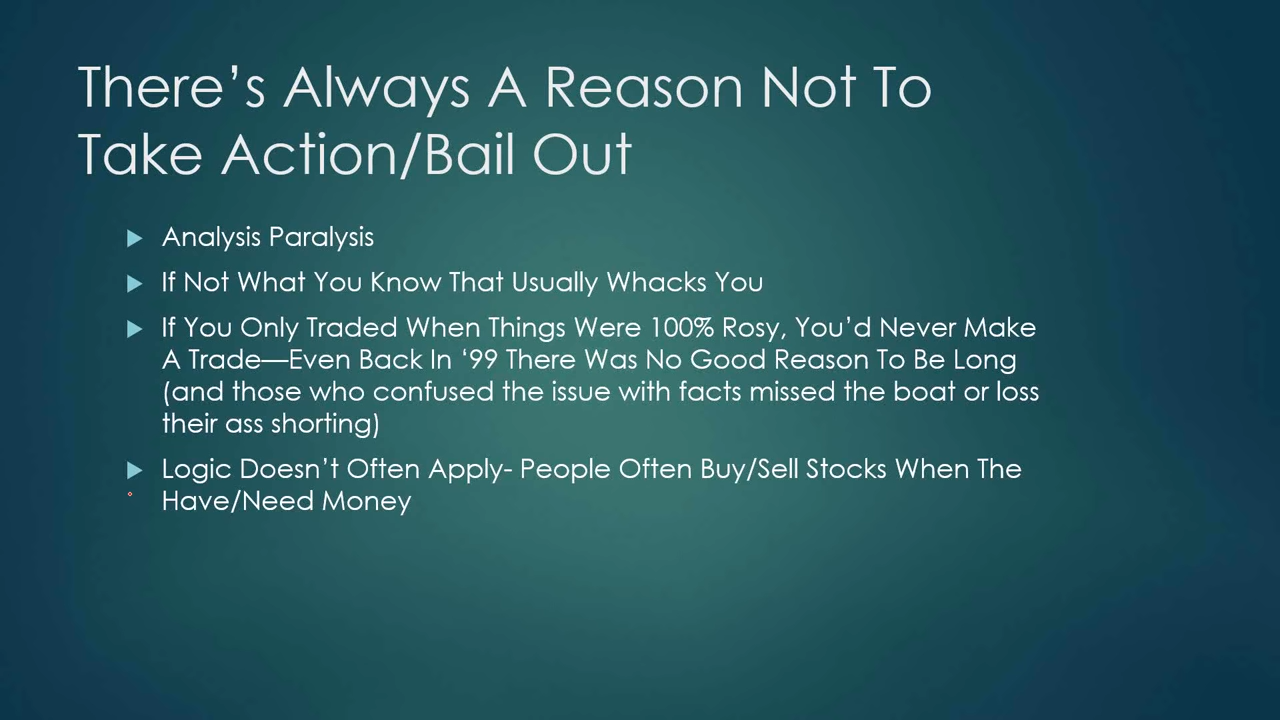 There’s Always A Reason Not To
Take Action/Bail Out
Analysis Paralysis
If Not What You Know That Usually Whacks You
If You Only Traded When Things Were 100% Rosy, You’d Never Make
A Trade—Even Back In ‘99 There Was No Good Reason To Be Long
(and those who confused the issue with facts missed the boat or loss
their ass shorting)
Logic Doesn’t Often Apply- People Often Buy/Sell Stocks When The
Have/Need Money